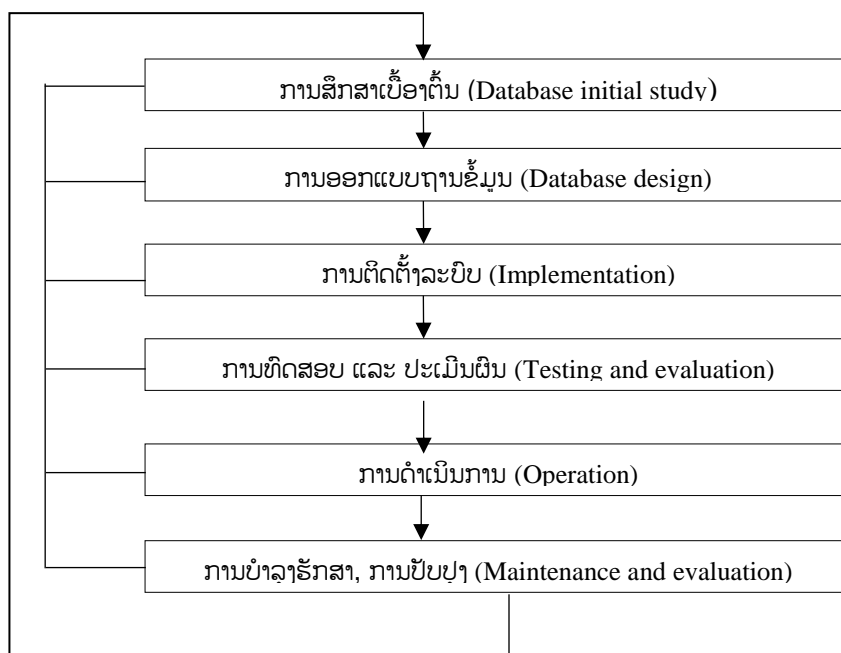 ການສຶກສາເບື້ອງຕົ້ນ (Database initial study)
ການອອກແບບຖານຂໍ້ມູນ (Database design)
ການຕິດຕັ້ງລະບົບ (Implementation)
ການທົດສອບ ແລະ ປະເມີນຜົນ (Testing and evaluation)
ການດຳເນີນການ (Operation)
ການບຳລຸງຮັກສາ, ການປັບປຸງ (Maintenance and evaluation)